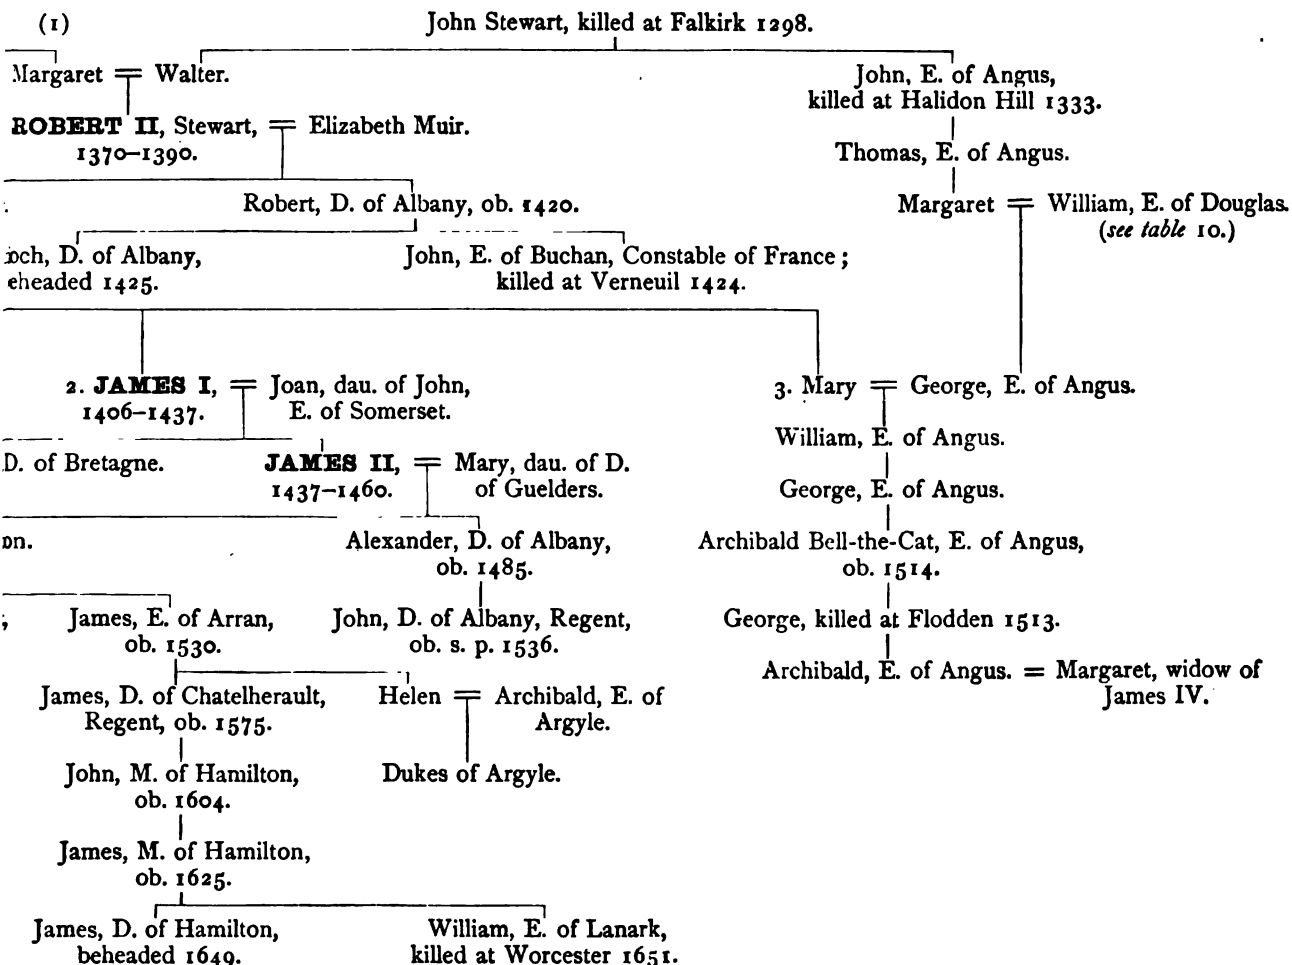 (1) John Stewart, killed at Falkirk 1298.
Margaret = Walter. John, E. of Angus,
killed at Halidon Hill 1333.
ROBERT II, Stewart, = Elizabeth Muir.
1370–1390. Thomas, E. of Angus.
Robert, D. of Albany, ob. 1420. Margaret = William, E. of Douglas.
(see table 10.)
och, D. of Albany, John, E. of Buchan, Constable of France;
eheaded 1425. killed at Verneuil 1424.
2. JAMES I, = Joan, dau. of John, 3. Mary = George, E. of Angus.
1406–1437. E. of Somerset.
William, E. of Angus.
D. of Bretagne. JAMES II, = Mary, dau. of D.
1437–1460. of Guelders. George, E. of Angus.
on. Alexander, D. of Albany, Archibald Bell-the-Cat, E. of Angus,
ob. 1485. ob. 1514.
; James, E. of Arran, John, D. of Albany, Regent, George, killed at Flodden 1513.
ob. 1530. ob. s. p. 1536.
Archibald, E. of Angus. = Margaret, widow of
James, D. of Chatelherault, Helen = Archibald, E. of James IV.
Regent, ob. 1575. Argyle.
John, M. of Hamilton, Dukes of Argyle.
ob. 1604.
James, M. of Hamilton,
ob. 1625.
James, D. of Hamilton, William, E. of Lanark,
beheaded 1649. killed at Worcester 1651.